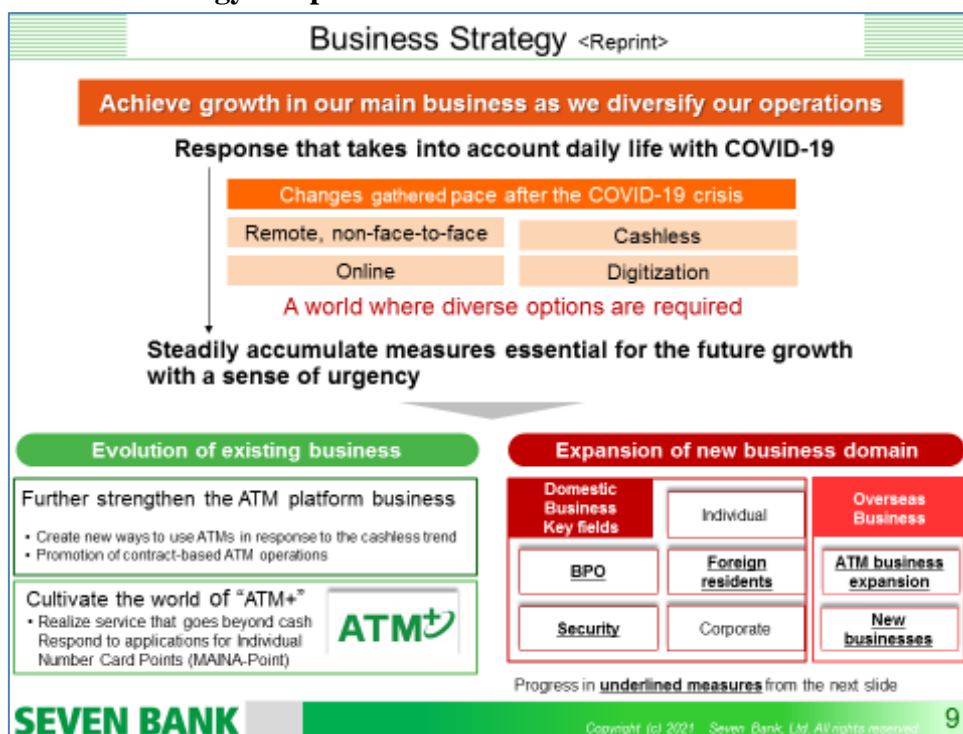 Business Strategy <Reprint>
Achieve growth in our main business as we diversify our operations
Response that takes into account daily life with COVID-19
Changes gathered pace after the COVID-19 crisis
Remote, non-face-to-face
Cashless
Online
Digitization
A world where diverse options are required
Steadily accumulate measures essential for the future growth
with a sense of urgency
Evolution of existing business
Further strengthen the ATM platform business
• Create new ways to use ATMs in response to the cashless trend
• Promotion of contract-based ATM operations
Cultivate the world of “ATM+”
• Realize service that goes beyond cash
Respond to applications for Individual
Number Card Points (MAINA-Point)
ATM+
Expansion of new business domain
Domestic
Business
Key fields
Individual
Overseas
Business
BPO
Foreign
residents
ATM business
expansion
Security
Corporate
New
businesses
Progress in underlined measures from the next slide
SEVEN BANK
Copyright (c) 2021 Seven Bank, Ltd. All rights reserved.
9